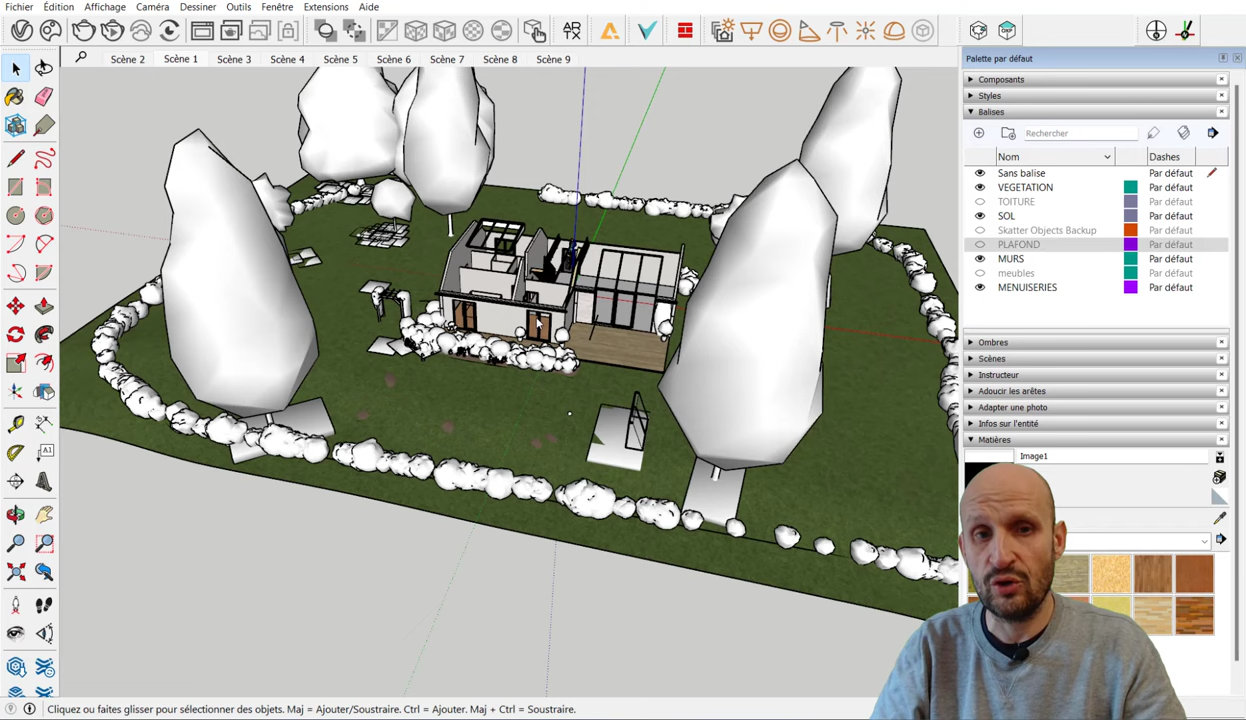 Fichier Édition Caméra Dessiner Outils Fenêtre Extensions Aide
Scène 2 Scène 1 Scène 3 Scène 4 Scène 5 Scène 6 Scène 7 Scène 8 Scène 9
Palette par défaut
Composants
Styles
Balises
Rechercher
Nom Dashes
Sans balise Par défaut
VEGETATION Par défaut
TOITURE Par défaut
SOL Par défaut
Skatter Objects Backup Par défaut
PLAFOND Par défaut
MURS Par défaut
meubles Par défaut
MENUISERIES Par défaut
Ombres
Scènes
Instructeur
Adoucir les arêtes
Adapter une photo
Infos sur l'entité
Matières
Image1
Cliquez ou faites glisser pour sélectionner des objets. Maj = Ajouter/Soustraire. Ctrl = Ajouter. Maj + Ctrl = Soustraire.